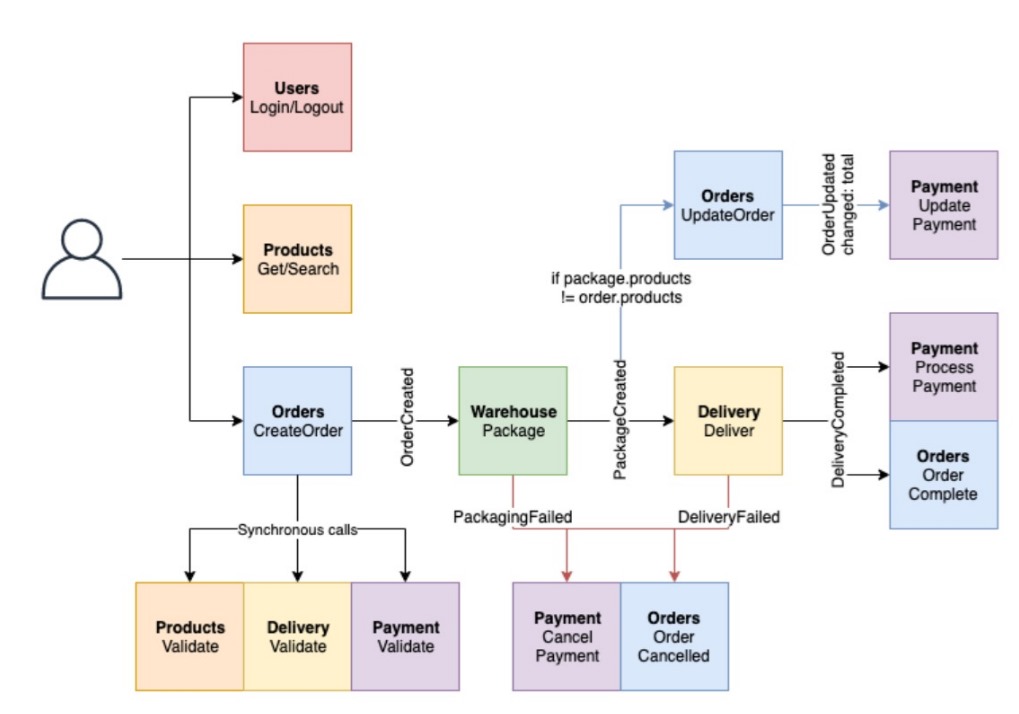 Users
Login/Logout
Products
Get/Search
Orders
CreateOrder
OrderCreated
Warehouse
Package
PackageCreated
if package.products
!= order.products
Orders
UpdateOrder
OrderUpdated
changed: total
Payment
Update
Payment
Delivery
Deliver
DeliveryCompleted
Payment
Process
Payment
Orders
Order
Complete
Synchronous calls
Products
Validate
Delivery
Validate
Payment
Validate
PackagingFailed
DeliveryFailed
Payment
Cancel
Payment
Orders
Order
Cancelled